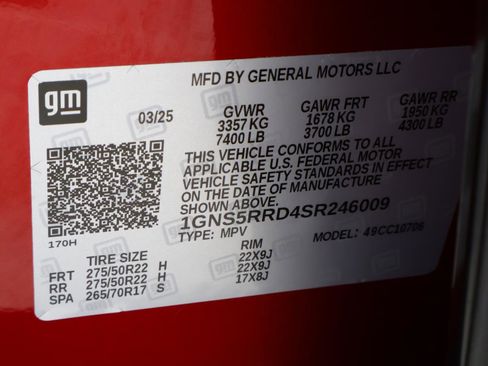 MFD BY GENERAL MOTORS LLC
gm
03/25 GVWR GAWR FRT GAWR RR
3357 KG 1678 KG 1950 KG
7400 LB 3700 LB 4300 LB
THIS VEHICLE CONFORMS TO ALL
APPLICABLE U.S. FEDERAL MOTOR
VEHICLE SAFETY STANDARDS IN EFFECT
ON THE DATE OF MANUFACTURE
SHOWN ABOVE.
1GNS5RRD4SR246009
TYPE: MPV MODEL: 49CC10706
170H
TIRE SIZE RIM
FRT 275/50R22 H 22X9J
RR 275/50R22 H 22X9J
SPA 265/70R17 S 17X8J